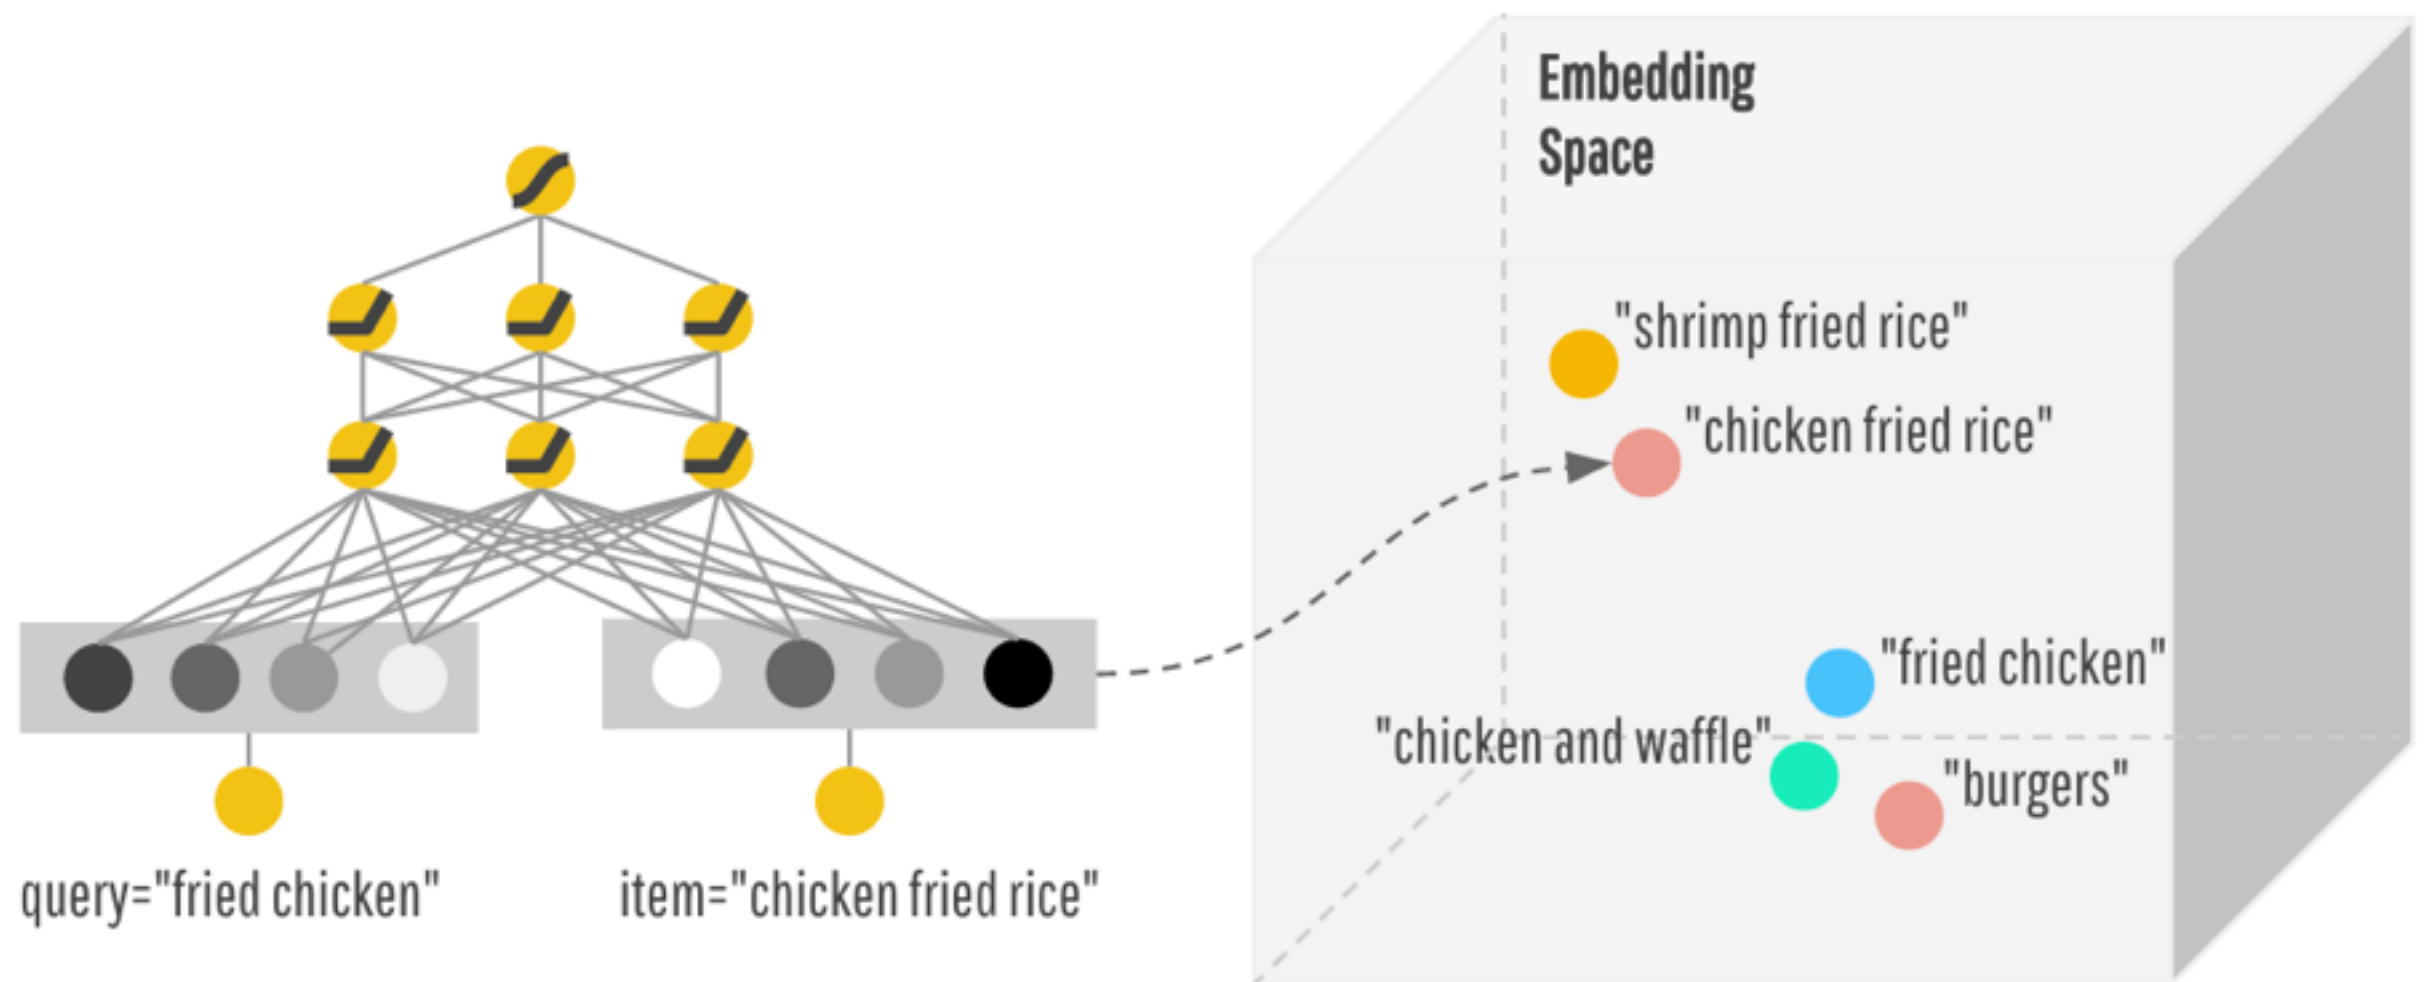 Embedding
Space
"shrimp fried rice"
"chicken fried rice"
"fried chicken"
"chicken and waffle"
"burgers"
query="fried chicken"
item="chicken fried rice"